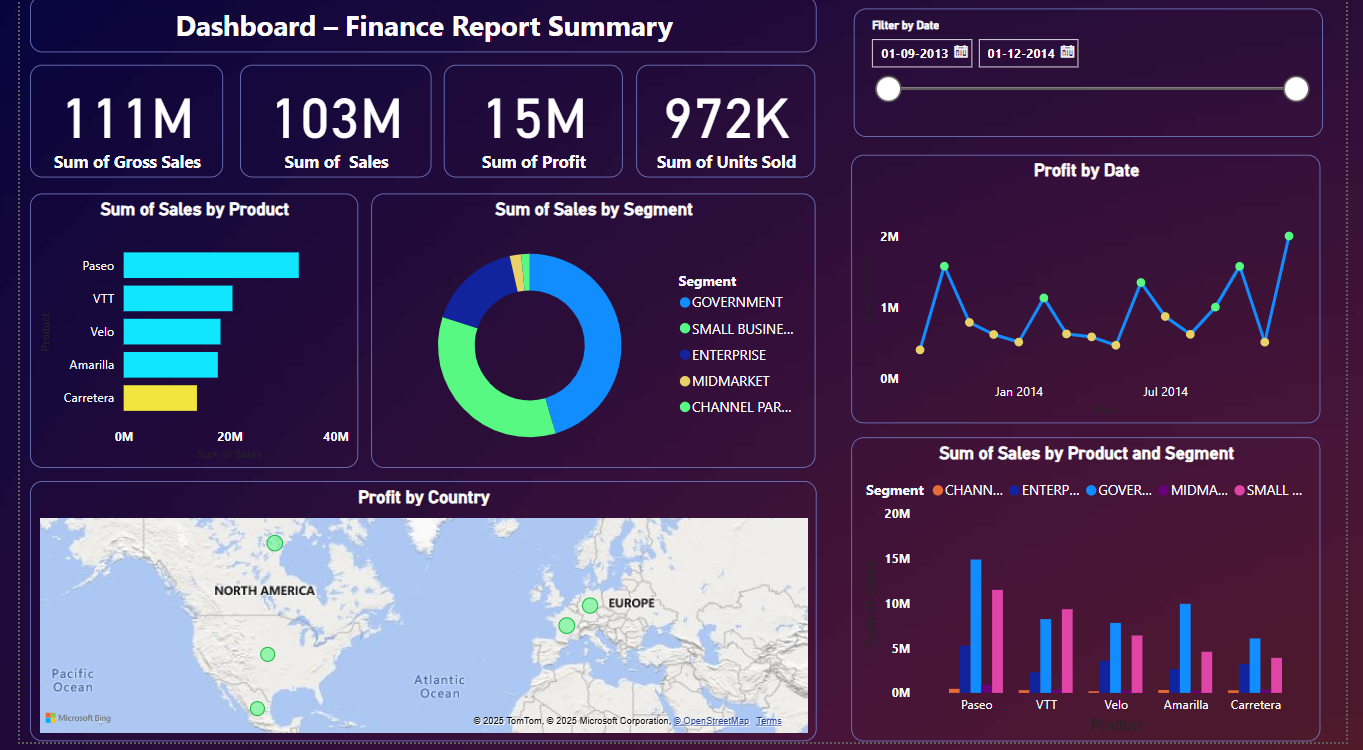 Dashboard – Finance Report Summary
Filter by Date
01-09-2013 01-12-2014
111M
Sum of Gross Sales
103M
Sum of Sales
15M
Sum of Profit
972K
Sum of Units Sold
Sum of Sales by Product
Product
Paseo
VTT
Velo
Amarilla
Carretera
0M 20M 40M
Sum of Sales
Sum of Sales by Segment
Segment
GOVERNMENT
SMALL BUSINE...
ENTERPRISE
MIDMARKET
CHANNEL PAR...
Profit by Date
2M
1M
0M
Jan 2014 Jul 2014
Profit by Country
NORTH AMERICA
EUROPE
Pacific
Ocean
Atlantic
Ocean
Microsoft Bing
© 2025 TomTom, © 2025 Microsoft Corporation, © OpenStreetMap Terms
Sum of Sales by Product and Segment
Segment CHANN... ENTERP... GOVER... MIDMA... SMALL ...
20M
15M
10M
5M
0M
Paseo VTT Velo Amarilla Carretera
Product